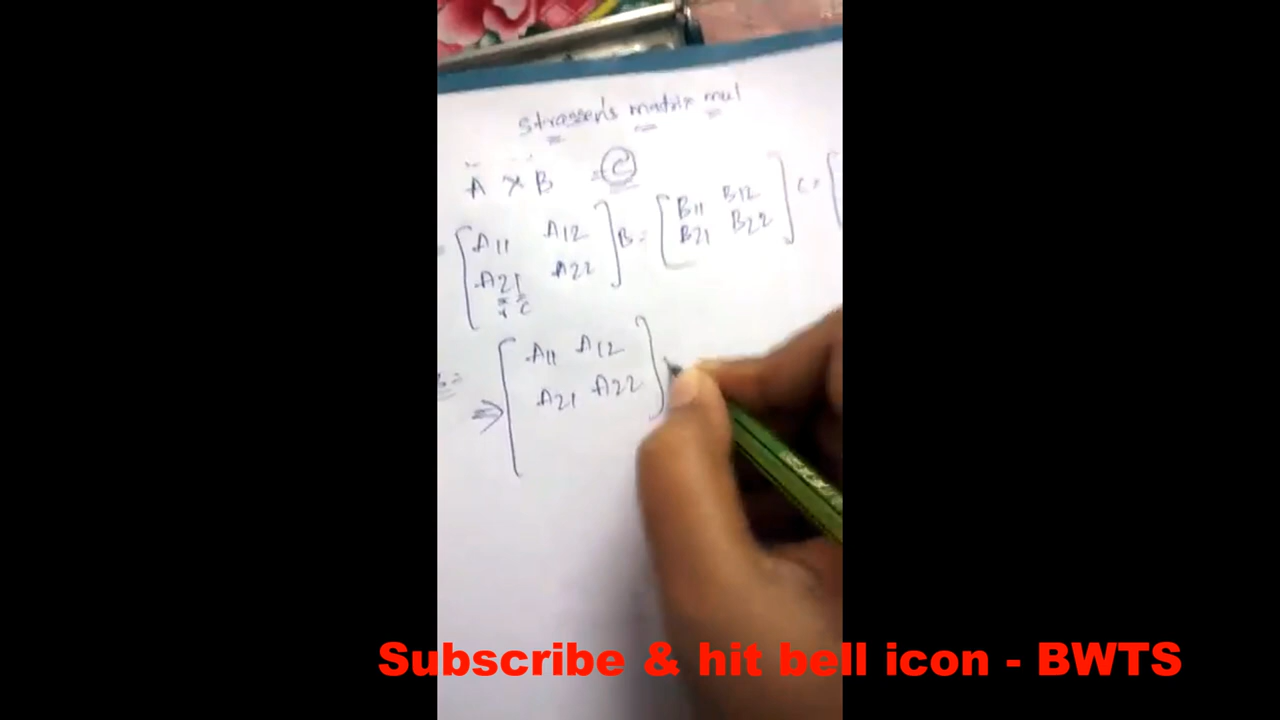 Strassen's matrix mul
A × B = C
= [ A11 A12 ] B = [ B11 B12 ] C = [
A21 A22 B21 B22
r c
B =
⇒ [ A11 A12 ]
A21 A22
Subscribe & hit bell icon - BWTS